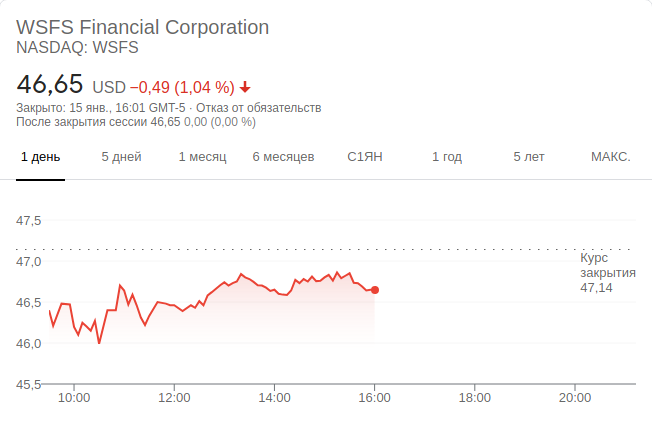 WSFS Financial Corporation
NASDAQ: WSFS
46,65 USD −0,49 (1,04 %)
Закрыто: 15 янв., 16:01 GMT-5 · Отказ от обязательств
После закрытия сессии 46,65 0,00 (0,00 %)
1 день 5 дней 1 месяц 6 месяцев С1ЯН 1 год 5 лет МАКС.
47,5
47,0
46,5
46,0
45,5
Курс
закрытия
47,14
10:00 12:00 14:00 16:00 18:00 20:00